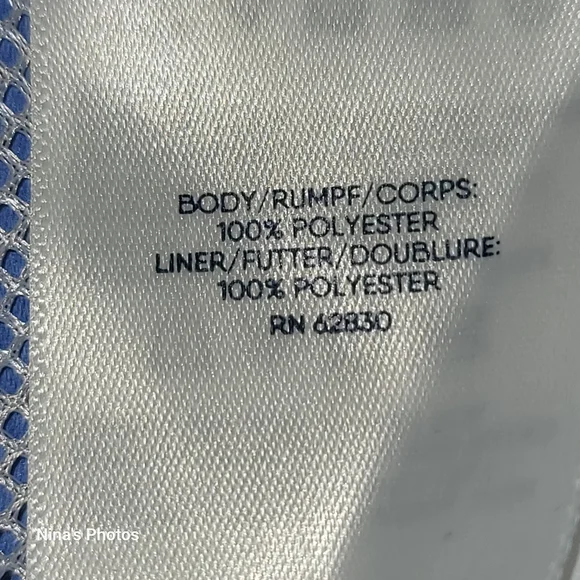 BODY/RUMPF/CORPS:
100% POLYESTER
LINER/FUTTER/DOUBLURE:
100% POLYESTER
RN 62830
Nina's Photos